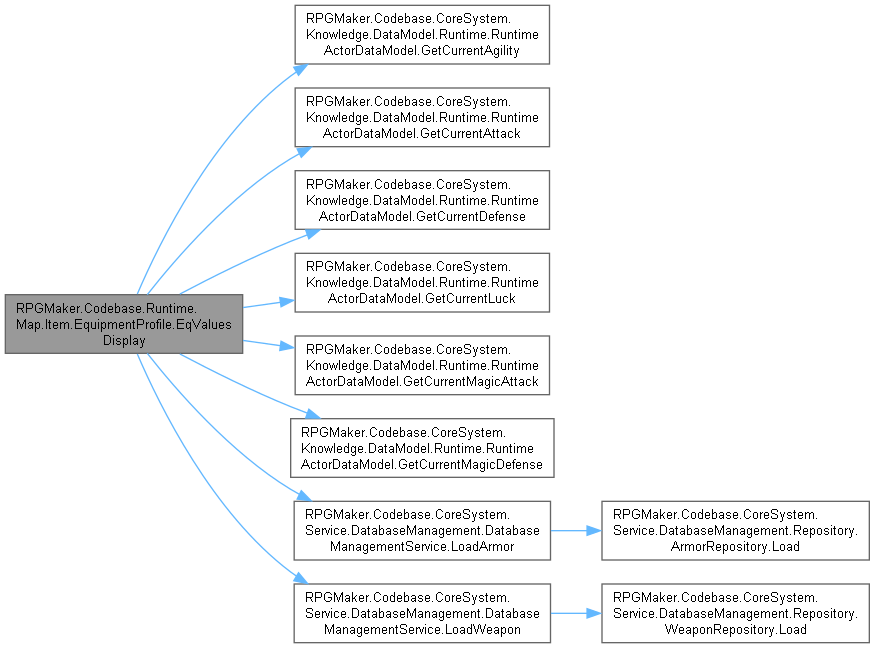 RPGMaker.Codebase.CoreSystem.
Knowledge.DataModel.Runtime.Runtime
ActorDataModel.GetCurrentAgility
RPGMaker.Codebase.CoreSystem.
Knowledge.DataModel.Runtime.Runtime
ActorDataModel.GetCurrentAttack
RPGMaker.Codebase.CoreSystem.
Knowledge.DataModel.Runtime.Runtime
ActorDataModel.GetCurrentDefense
RPGMaker.Codebase.CoreSystem.
Knowledge.DataModel.Runtime.Runtime
ActorDataModel.GetCurrentLuck
RPGMaker.Codebase.Runtime.
Map.Item.EquipmentProfile.EqValues
Display
RPGMaker.Codebase.CoreSystem.
Knowledge.DataModel.Runtime.Runtime
ActorDataModel.GetCurrentMagicAttack
RPGMaker.Codebase.CoreSystem.
Knowledge.DataModel.Runtime.Runtime
ActorDataModel.GetCurrentMagicDefense
RPGMaker.Codebase.CoreSystem.
Service.DatabaseManagement.Database
ManagementService.LoadArmor
RPGMaker.Codebase.CoreSystem.
Service.DatabaseManagement.Repository.
ArmorRepository.Load
RPGMaker.Codebase.CoreSystem.
Service.DatabaseManagement.Database
ManagementService.LoadWeapon
RPGMaker.Codebase.CoreSystem.
Service.DatabaseManagement.Repository.
WeaponRepository.Load